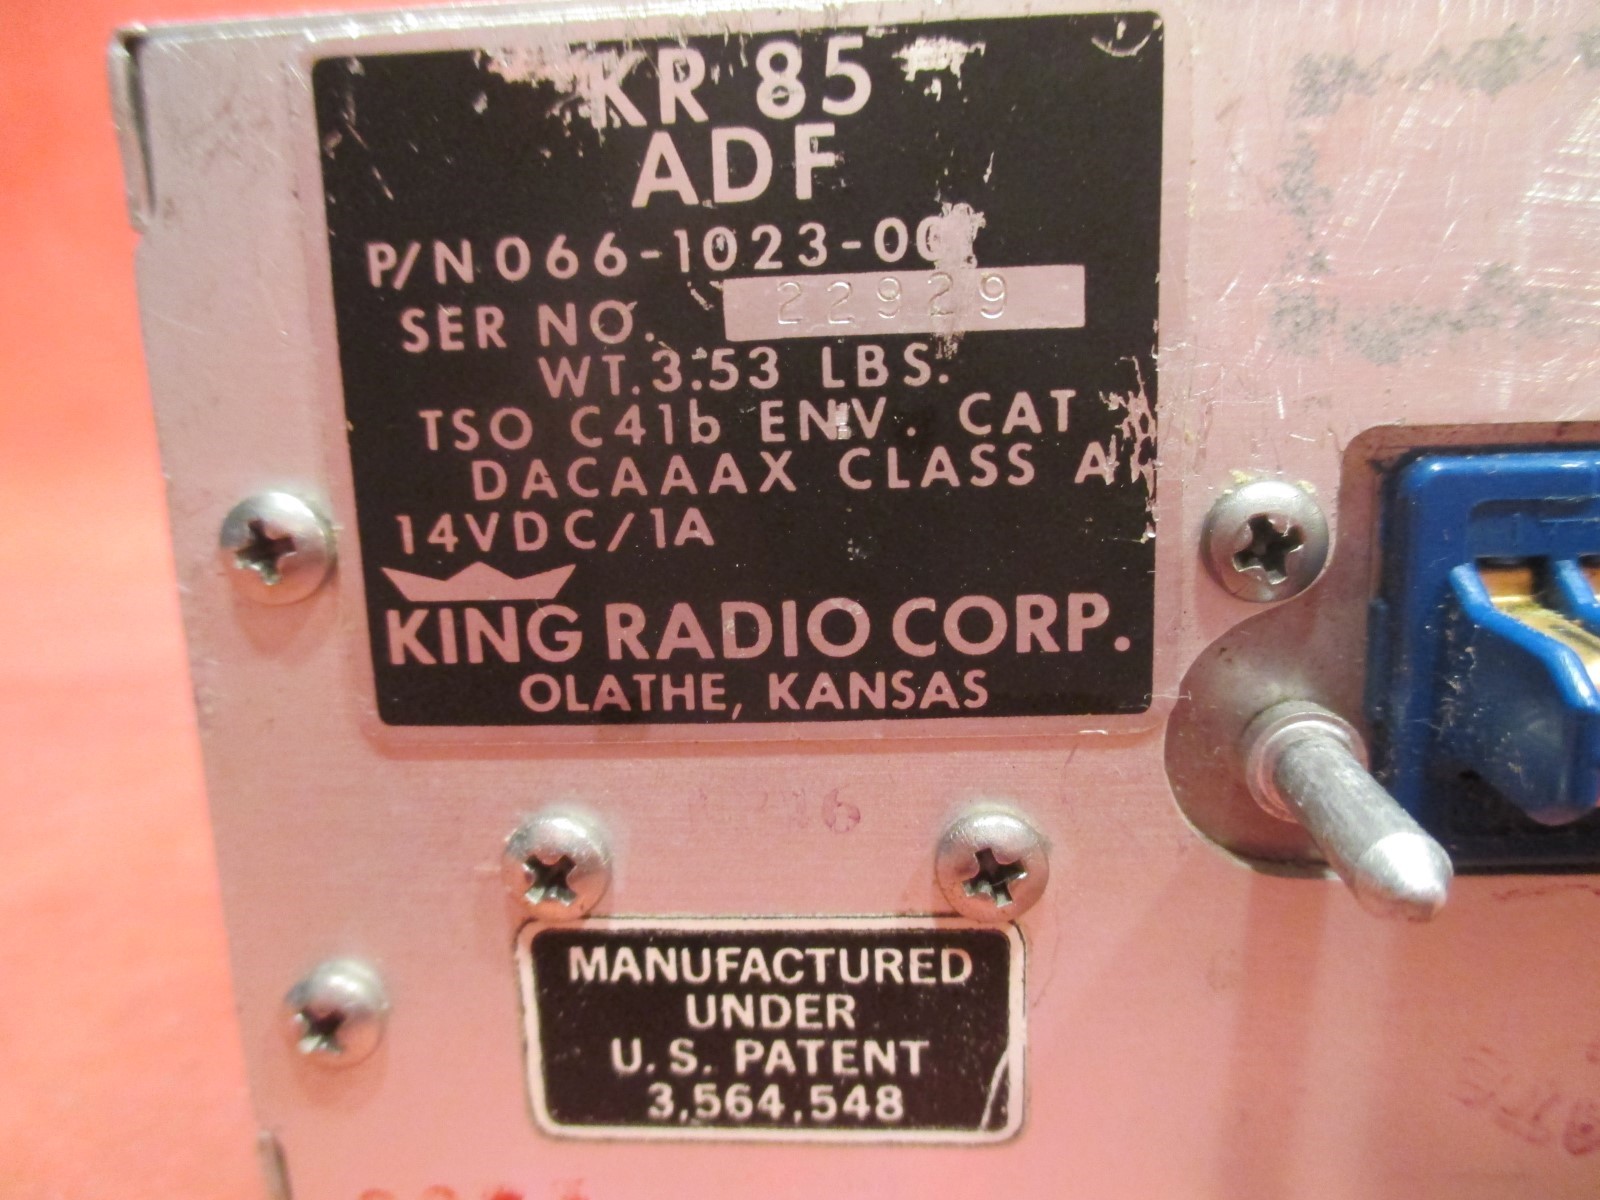 KR 85
ADF
P/N 066-1023-00
SER NO. 22929
WT. 3.53 LBS.
TSO C41b ENV. CAT
DACAAAX CLASS A
14VDC/1A
KING RADIO CORP.
OLATHE, KANSAS
MANUFACTURED
UNDER
U.S. PATENT
3,564,548